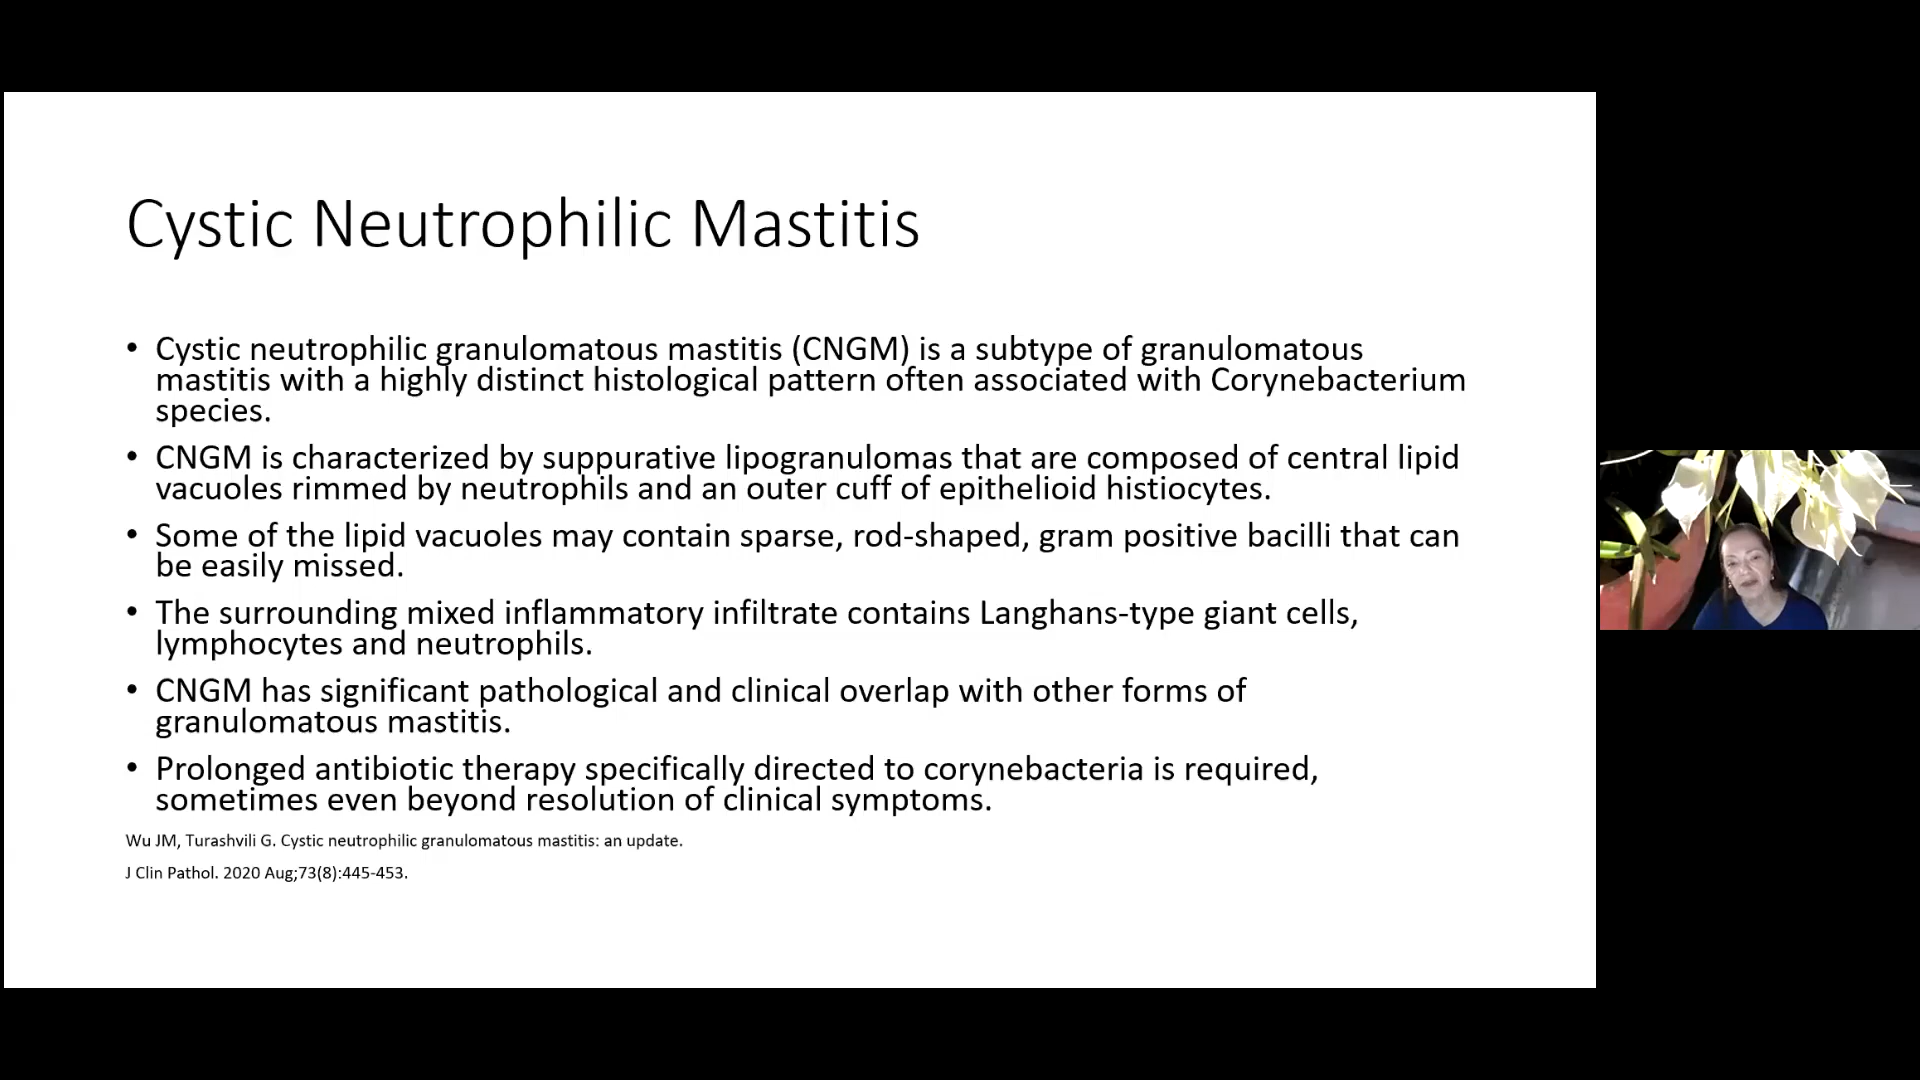 Cystic Neutrophilic Mastitis
• Cystic neutrophilic granulomatous mastitis (CNGM) is a subtype of granulomatous
mastitis with a highly distinct histological pattern often associated with Corynebacterium
species.
• CNGM is characterized by suppurative lipogranulomas that are composed of central lipid
vacuoles rimmed by neutrophils and an outer cuff of epithelioid histiocytes.
• Some of the lipid vacuoles may contain sparse, rod-shaped, gram positive bacilli that can
be easily missed.
• The surrounding mixed inflammatory infiltrate contains Langhans-type giant cells,
lymphocytes and neutrophils.
• CNGM has significant pathological and clinical overlap with other forms of
granulomatous mastitis.
• Prolonged antibiotic therapy specifically directed to corynebacteria is required,
sometimes even beyond resolution of clinical symptoms.
Wu JM, Turashvili G. Cystic neutrophilic granulomatous mastitis: an update.
J Clin Pathol. 2020 Aug;73(8):445-453.